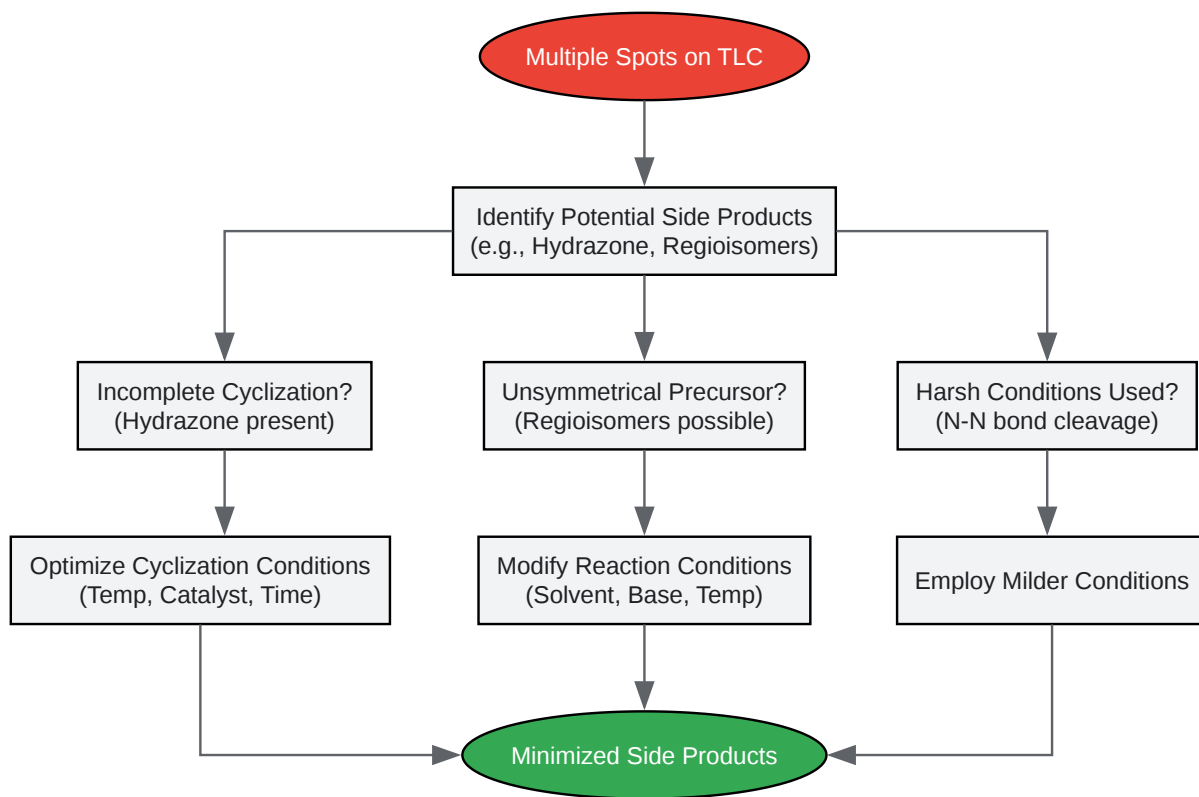 Multiple Spots on TLC
Identify Potential Side Products
(e.g., Hydrazone, Regioisomers)
Incomplete Cyclization?
(Hydrazone present)
Unsymmetrical Precursor?
(Regioisomers possible)
Harsh Conditions Used?
(N-N bond cleavage)
Optimize Cyclization Conditions
(Temp, Catalyst, Time)
Modify Reaction Conditions
(Solvent, Base, Temp)
Employ Milder Conditions
Minimized Side Products